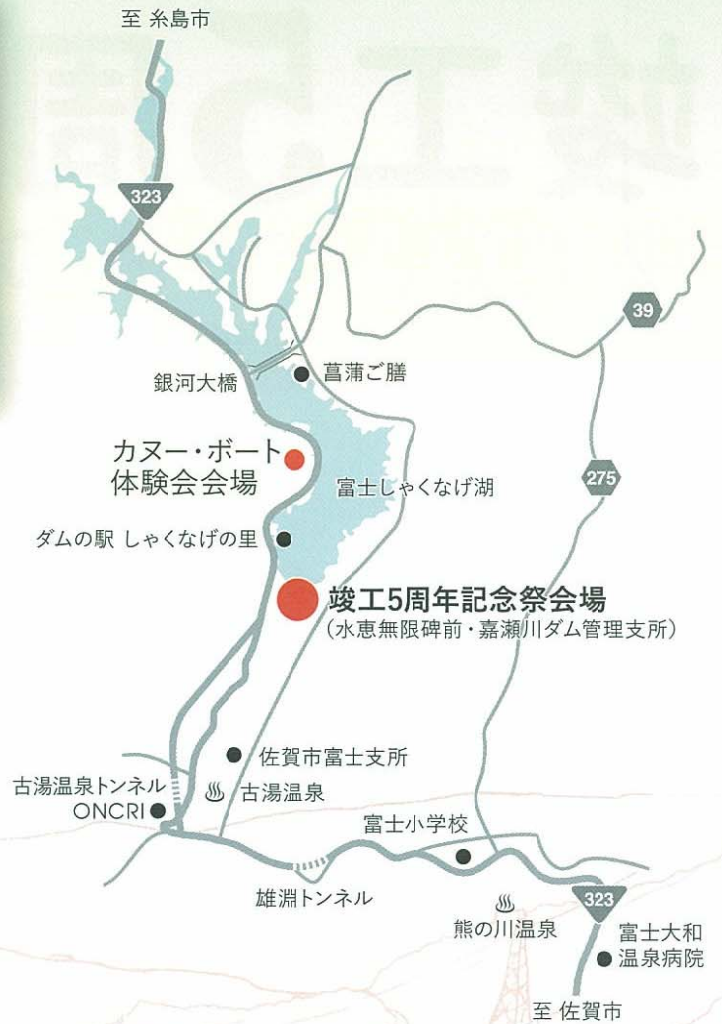 至 糸島市
323
39
銀河大橋
菖蒲ご膳
カヌー・ボート
体験会会場
富士しゃくなげ湖
275
ダムの駅 しゃくなげの里
竣工5周年記念祭会場
（水恵無限碑前・嘉瀬川ダム管理支所）
佐賀市富士支所
古湯温泉トンネル
古湯温泉
ONCRI
富士小学校
雄淵トンネル
323
熊の川温泉
富士大和
温泉病院
至 佐賀市